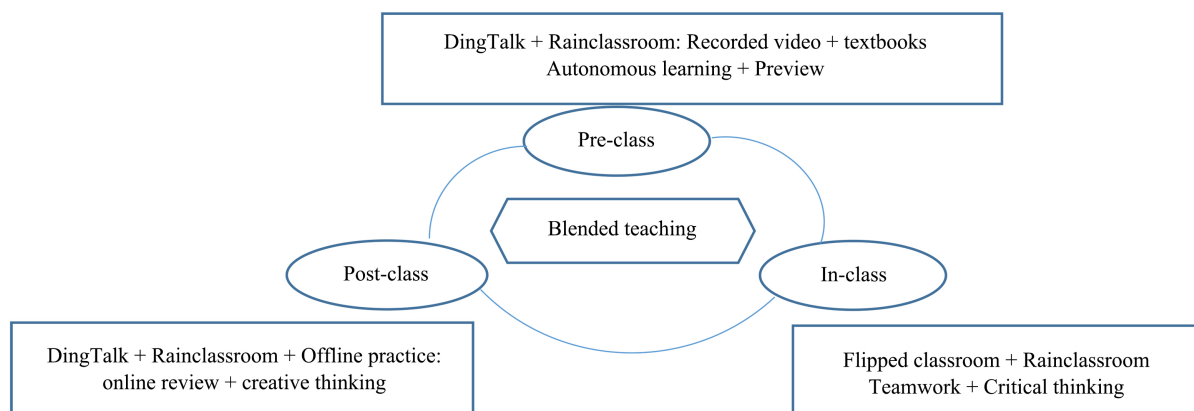 DingTalk + Rainclassroom: Recorded video + textbooks
Autonomous learning + Preview
Pre-class
Blended teaching
Post-class
In-class
DingTalk + Rainclassroom + Offline practice:
online review + creative thinking
Flipped classroom + Rainclassroom
Teamwork + Critical thinking